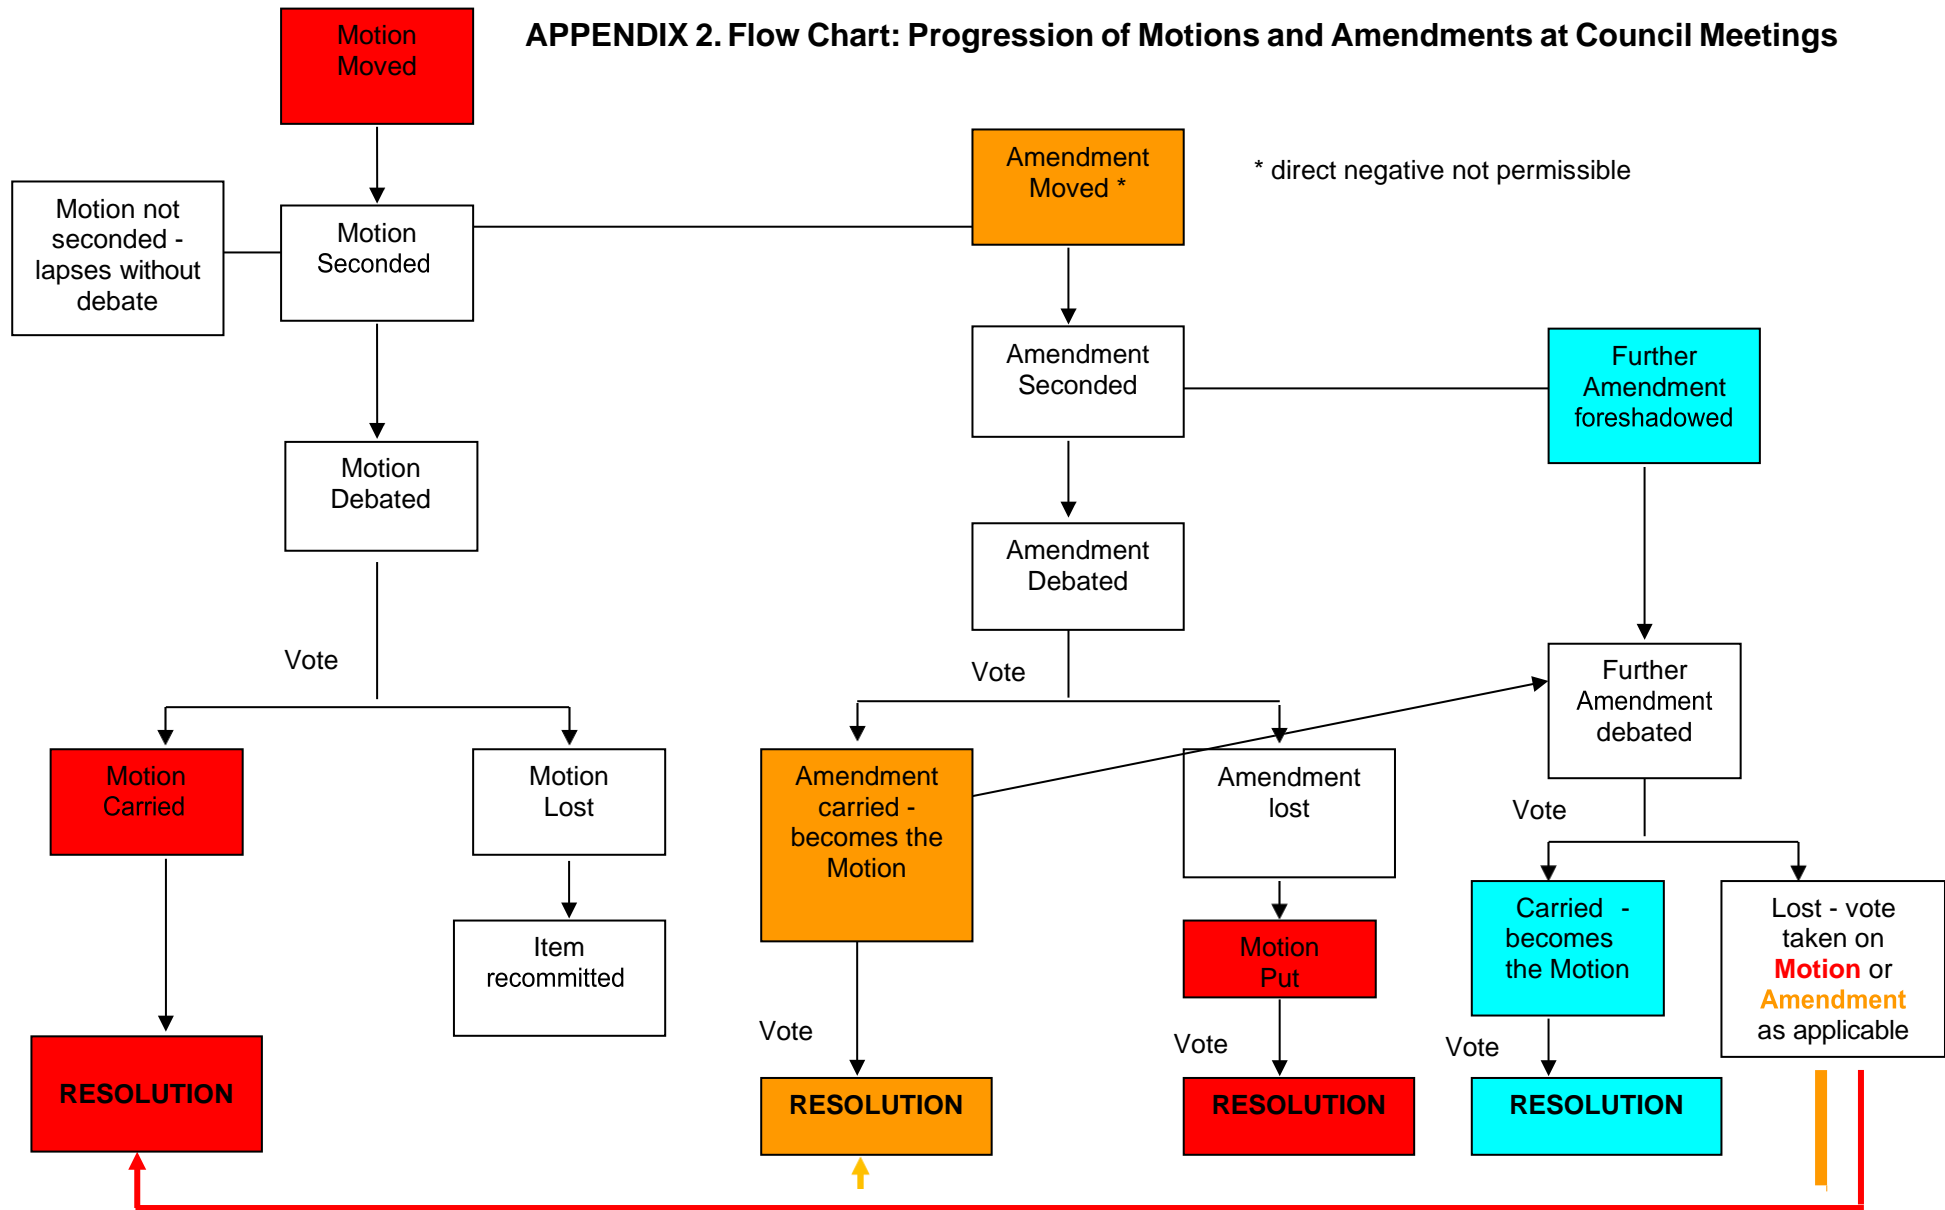 APPENDIX 2. Flow Chart: Progression of Motions and Amendments at Council Meetings
Motion
Moved
Amendment
Moved *
* direct negative not permissible
Motion not
seconded -
lapses without
debate
Motion
Seconded
Amendment
Seconded
Further
Amendment
foreshadowed
Motion
Debated
Amendment
Debated
Vote
Vote
Further
Amendment
debated
Motion
Carried
Motion
Lost
Amendment
carried -
becomes the
Motion
Amendment
lost
Vote
Carried -
becomes
the Motion
Lost - vote
taken on
Motion or
Amendment
as applicable
Item
recommitted
Motion
Put
Vote
Vote
Vote
RESOLUTION
RESOLUTION
RESOLUTION
RESOLUTION